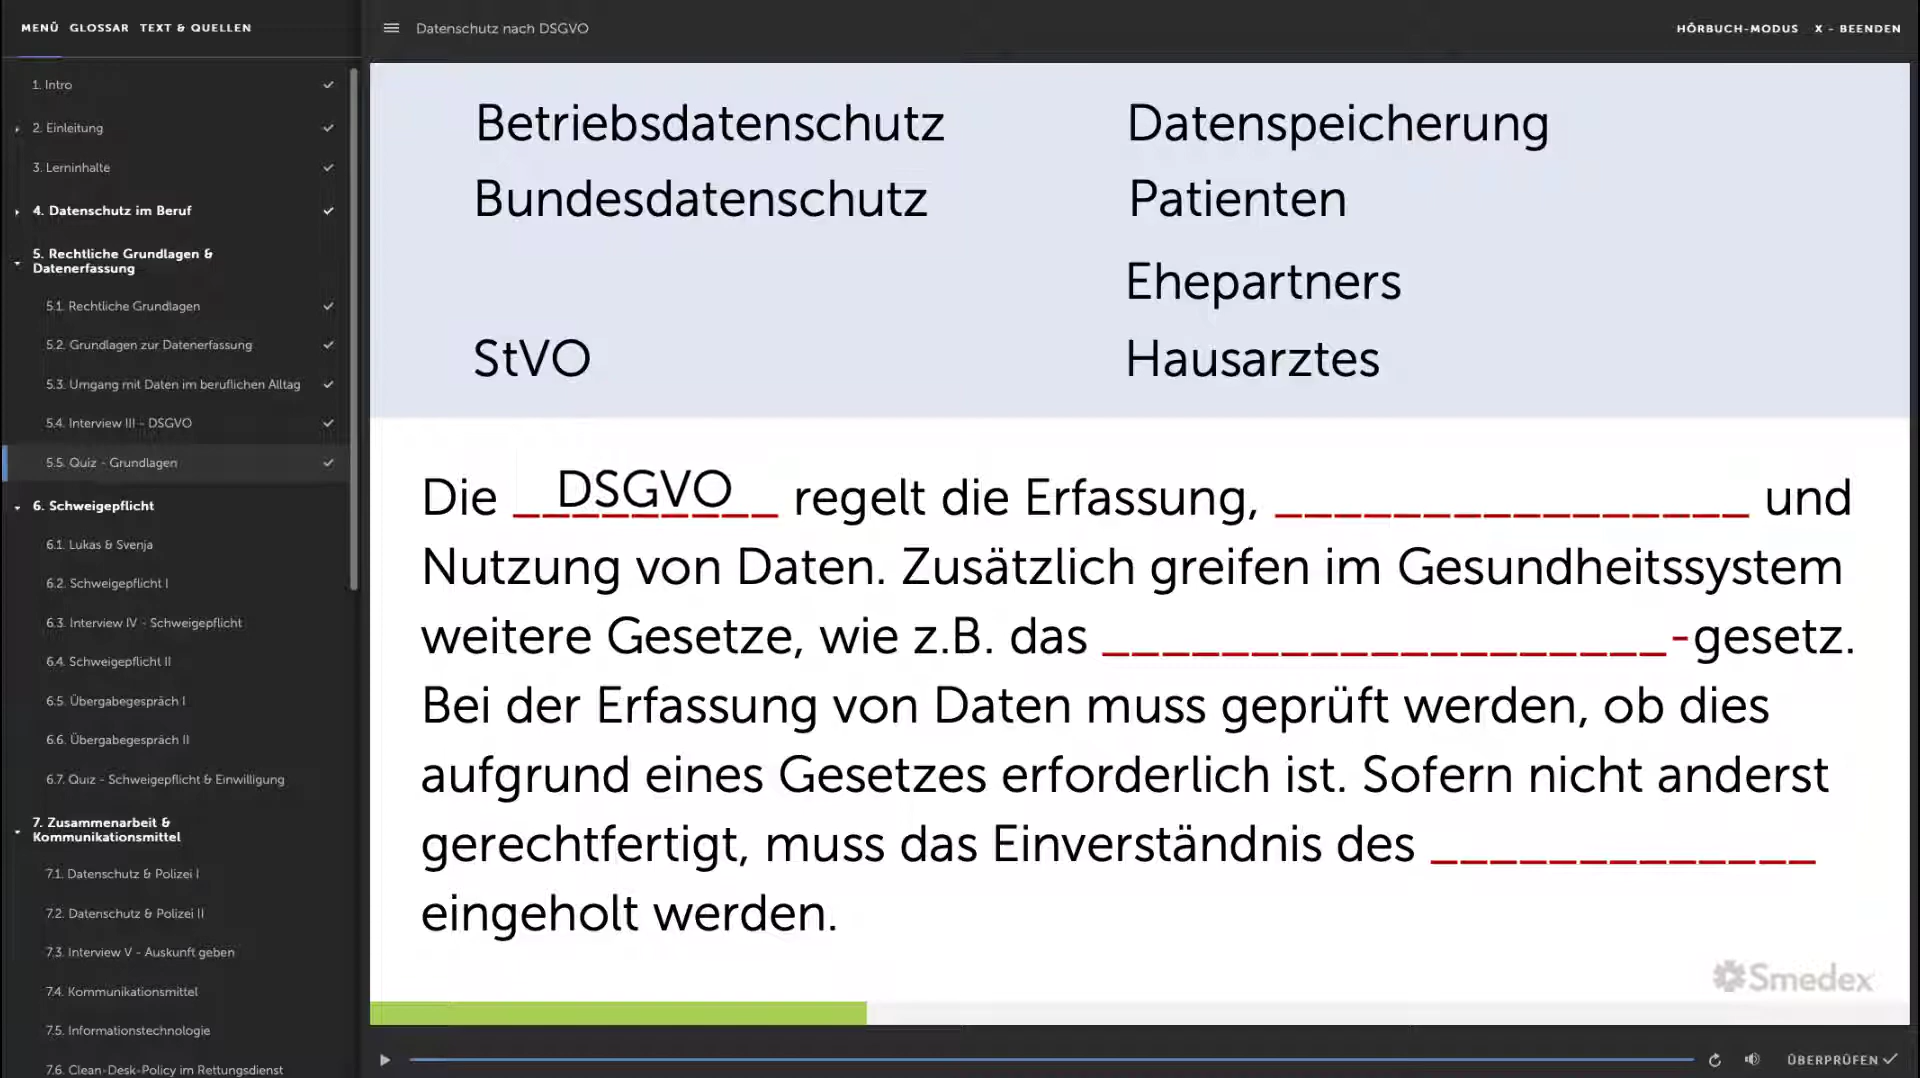 MENÜ GLOSSAR TEXT & QUELLEN
Datenschutz nach DSGVO
HÖRBUCH-MODUS X - BEENDEN
1. Intro
2. Einleitung
3. Lerninhalte
4. Datenschutz im Beruf
5. Rechtliche Grundlagen &
Datenerfassung
5.1. Rechtliche Grundlagen
5.2. Grundlagen zur Datenerfassung
5.3. Umgang mit Daten im beruflichen Alltag
5.4. Interview III - DSGVO
5.5. Quiz - Grundlagen
6. Schweigepflicht
6.1. Lukas & Svenja
6.2. Schweigepflicht I
6.3. Interview IV - Schweigepflicht
6.4. Schweigepflicht II
6.5. Übergabegespräch I
6.6. Übergabegespräch II
6.7. Quiz - Schweigepflicht & Einwilligung
7. Zusammenarbeit &
Kommunikationsmittel
7.1. Datenschutz & Polizei I
7.2. Datenschutz & Polizei II
7.3. Interview V - Auskunft geben
7.4. Kommunikationsmittel
7.5. Informationstechnologie
7.6. Clean-Desk-Policy im Rettungsdienst
Betriebsdatenschutz Datenspeicherung
Bundesdatenschutz Patienten
Ehepartners
StVO Hausarztes
Die __DSGVO__ regelt die Erfassung, ________________ und
Nutzung von Daten. Zusätzlich greifen im Gesundheitssystem
weitere Gesetze, wie z.B. das ___________________-gesetz.
Bei der Erfassung von Daten muss geprüft werden, ob dies
aufgrund eines Gesetzes erforderlich ist. Sofern nicht anderst
gerechtfertigt, muss das Einverständnis des _____________
eingeholt werden.
Smedex
ÜBERPRÜFEN